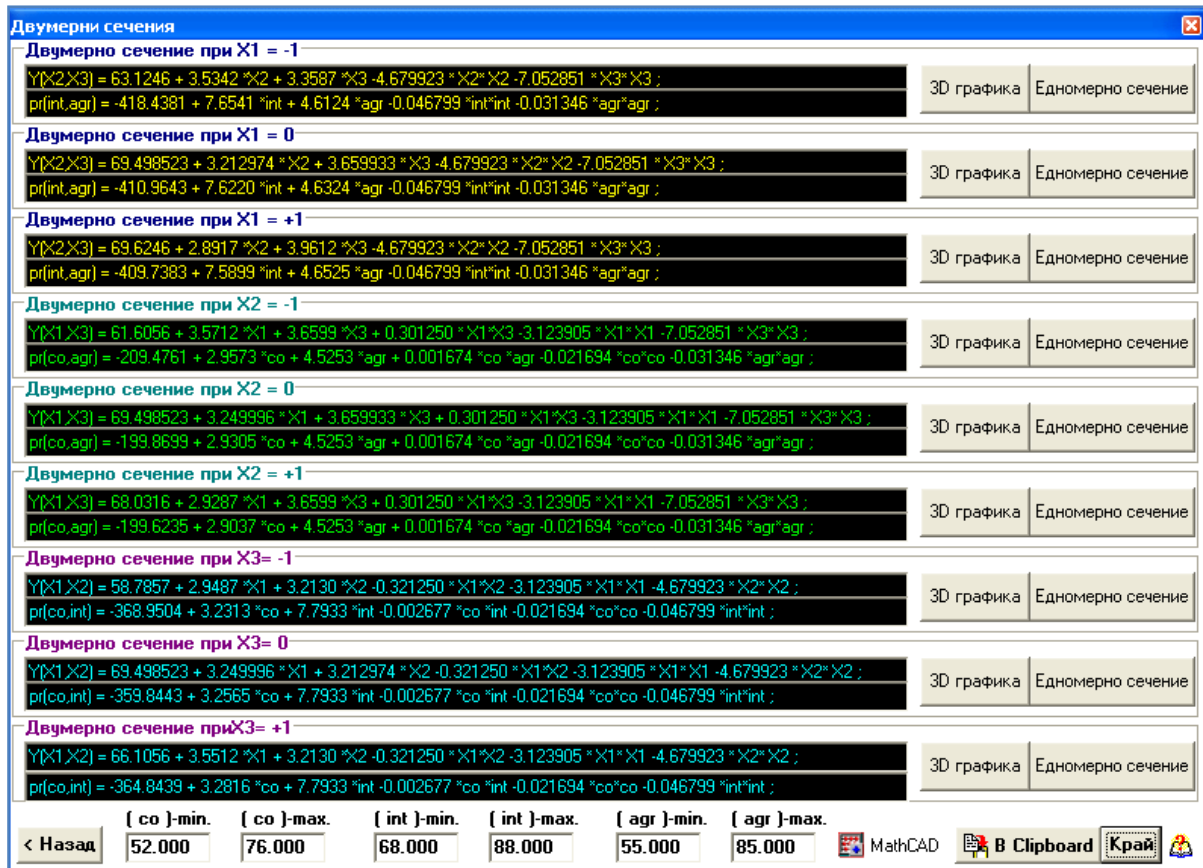 Двумерни сечения
Двумерно сечение при X1 = -1
Y(X2,X3) = 63.1246 + 3.5342 *X2 + 3.3587 *X3 -4.679923 * X2* X2 -7.052851 * X3* X3 ;
pr(int,agr) = -418.4381 + 7.6541 *int + 4.6124 *agr -0.046799 *int*int -0.031346 *agr*agr ;
3D графика Едномерно сечение
Двумерно сечение при X1 = 0
Y(X2,X3) = 69.498523 + 3.212974 * X2 + 3.659933 * X3 -4.679923 * X2* X2 -7.052851 * X3* X3 ;
pr(int,agr) = -410.9643 + 7.6220 *int + 4.6324 *agr -0.046799 *int*int -0.031346 *agr*agr ;
3D графика Едномерно сечение
Двумерно сечение при X1 = +1
Y(X2,X3) = 69.6246 + 2.8917 *X2 + 3.9612 *X3 -4.679923 * X2* X2 -7.052851 * X3* X3 ;
pr(int,agr) = -409.7383 + 7.5899 *int + 4.6525 *agr -0.046799 *int*int -0.031346 *agr*agr ;
3D графика Едномерно сечение
Двумерно сечение при X2 = -1
Y(X1,X3) = 61.6056 + 3.5712 *X1 + 3.6599 *X3 + 0.301250 * X1*X3 -3.123905 * X1* X1 -7.052851 * X3* X3 ;
pr(co,agr) = -209.4761 + 2.9573 *co + 4.5253 *agr + 0.001674 *co *agr -0.021694 *co*co -0.031346 *agr*agr ;
3D графика Едномерно сечение
Двумерно сечение при X2 = 0
Y(X1,X3) = 69.498523 + 3.249996 * X1 + 3.659933 * X3 + 0.301250 * X1*X3 -3.123905 * X1* X1 -7.052851 * X3* X3 ;
pr(co,agr) = -199.8699 + 2.9305 *co + 4.5253 *agr + 0.001674 *co *agr -0.021694 *co*co -0.031346 *agr*agr ;
3D графика Едномерно сечение
Двумерно сечение при X2 = +1
Y(X1,X3) = 68.0316 + 2.9287 *X1 + 3.6599 *X3 + 0.301250 * X1*X3 -3.123905 * X1* X1 -7.052851 * X3* X3 ;
pr(co,agr) = -199.6235 + 2.9037 *co + 4.5253 *agr + 0.001674 *co *agr -0.021694 *co*co -0.031346 *agr*agr ;
3D графика Едномерно сечение
Двумерно сечение при X3= -1
Y(X1,X2) = 58.7857 + 2.9487 *X1 + 3.2130 *X2 -0.321250 * X1*X2 -3.123905 * X1* X1 -4.679923 * X2* X2 ;
pr(co,int) = -368.9504 + 3.2313 *co + 7.7933 *int -0.002677 *co *int -0.021694 *co*co -0.046799 *int*int ;
3D графика Едномерно сечение
Двумерно сечение при X3= 0
Y(X1,X2) = 69.498523 + 3.249996 * X1 + 3.212974 * X2 -0.321250 * X1*X2 -3.123905 * X1* X1 -4.679923 * X2* X2 ;
pr(co,int) = -359.8443 + 3.2565 *co + 7.7933 *int -0.002677 *co *int -0.021694 *co*co -0.046799 *int*int ;
3D графика Едномерно сечение
Двумерно сечение приX3= +1
Y(X1,X2) = 66.1056 + 3.5512 *X1 + 3.2130 *X2 -0.321250 * X1*X2 -3.123905 * X1* X1 -4.679923 * X2* X2 ;
pr(co,int) = -364.8439 + 3.2816 *co + 7.7933 *int -0.002677 *co *int -0.021694 *co*co -0.046799 *int*int ;
3D графика Едномерно сечение
( co )-min. ( co )-max. ( int )-min. ( int )-max. ( agr )-min. ( agr )-max.
< Назад 52.000 76.000 68.000 88.000 55.000 85.000 MathCAD В Clipboard Край